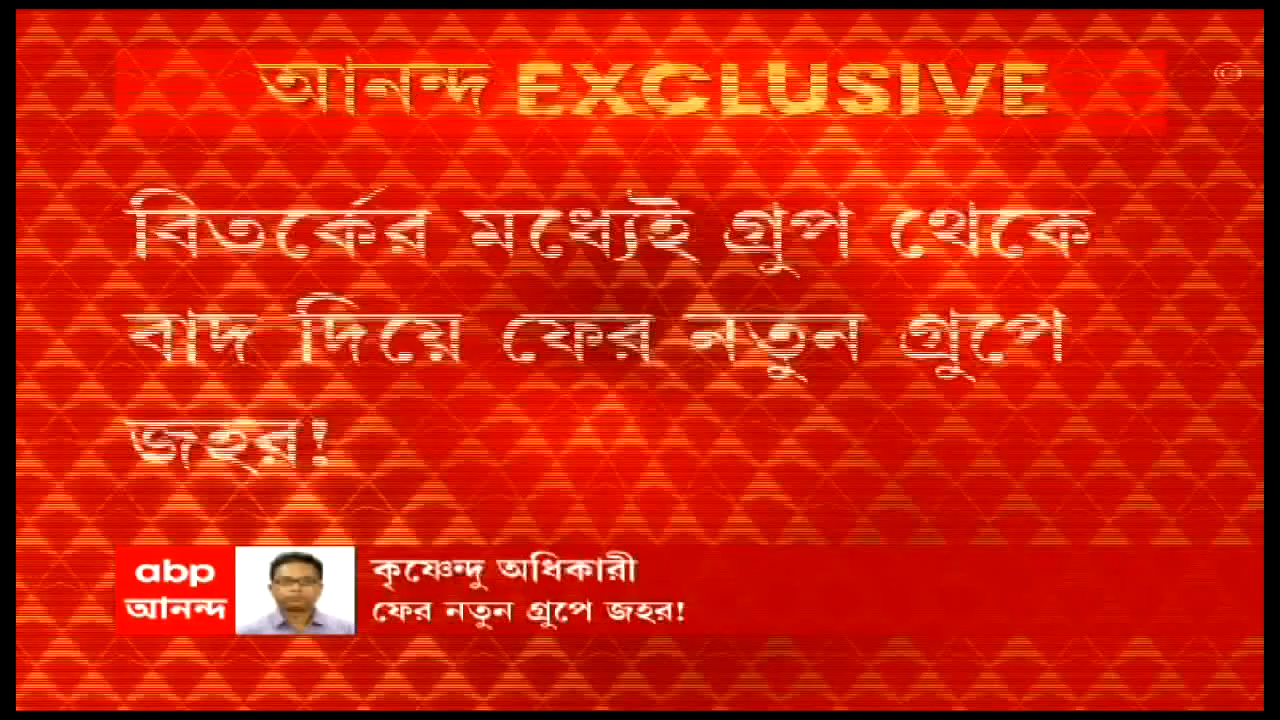 আনন্দ EXCLUSIVE
©
বিতর্কের মধ্যেই গ্রুপ থেকে
বাদ দিয়ে ফের নতুন গ্রুপে
জহর!
abp
আনন্দ
কৃষ্ণেন্দু অধিকারী
ফের নতুন গ্রুপে জহর!